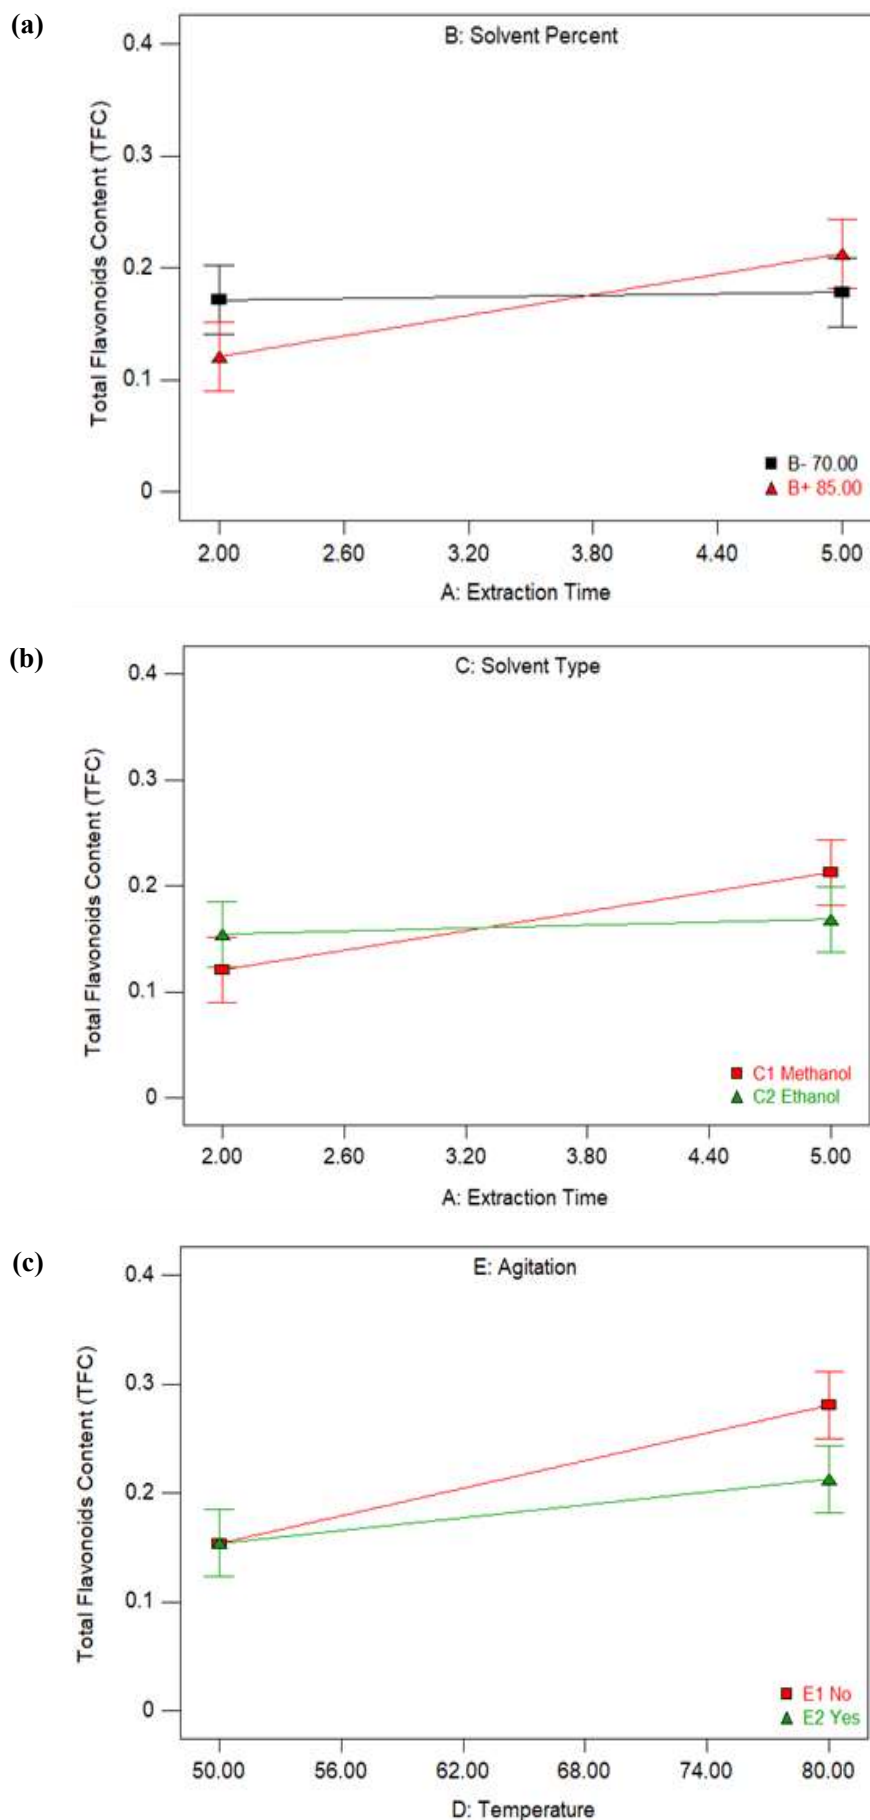 (a)
B: Solvent Percent
Total Flavonoids Content (TFC)
0.4
0.3
0.2
0.1
0
B- 70.00
B+ 85.00
2.00 2.60 3.20 3.80 4.40 5.00
A: Extraction Time
(b)
C: Solvent Type
Total Flavonoids Content (TFC)
0.4
0.3
0.2
0.1
0
C1 Methanol
C2 Ethanol
2.00 2.60 3.20 3.80 4.40 5.00
A: Extraction Time
(c)
E: Agitation
Total Flavonoids Content (TFC)
0.4
0.3
0.2
0.1
0
E1 No
E2 Yes
50.00 56.00 62.00 68.00 74.00 80.00
D: Temperature